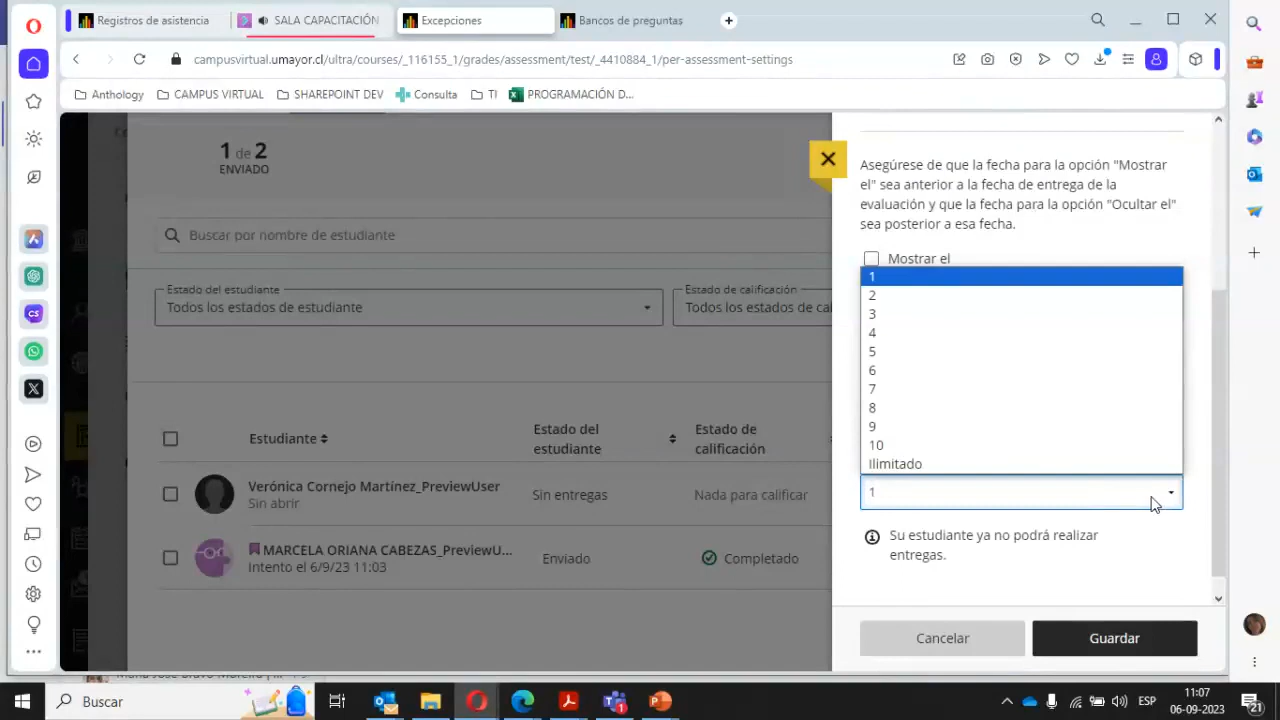 Registros de asistencia
SALA CAPACITACIÓN
Excepciones
Bancos de preguntas
campusvirtual.umayor.cl/ultra/courses/_116155_1/grades/assessment/test/_4410884_1/per-assessment-settings
Anthology
CAMPUS VIRTUAL
SHAREPOINT DEV
Consulta
TI
PROGRAMACIÓN D...
1 de 2
ENVIADO
Buscar por nombre de estudiante
Estado del estudiante
Todos los estados de estudiante
Estado de calificación
Todos los estados de cal
Estudiante
Estado del
estudiante
Estado de
calificación
Verónica Cornejo Martínez_PreviewUser
Sin abrir
Sin entregas
Nada para calificar
MARCELA ORIANA CABEZAS_PreviewU...
Intento el 6/9/23 11:03
Enviado
Completado
Asegúrese de que la fecha para la opción "Mostrar
el" sea anterior a la fecha de entrega de la
evaluación y que la fecha para la opción "Ocultar el"
sea posterior a esa fecha.
Mostrar el
1
2
3
4
5
6
7
8
9
10
Ilimitado
1
Su estudiante ya no podrá realizar
entregas.
Cancelar
Guardar
Buscar
ESP
11:07
06-09-2023
21